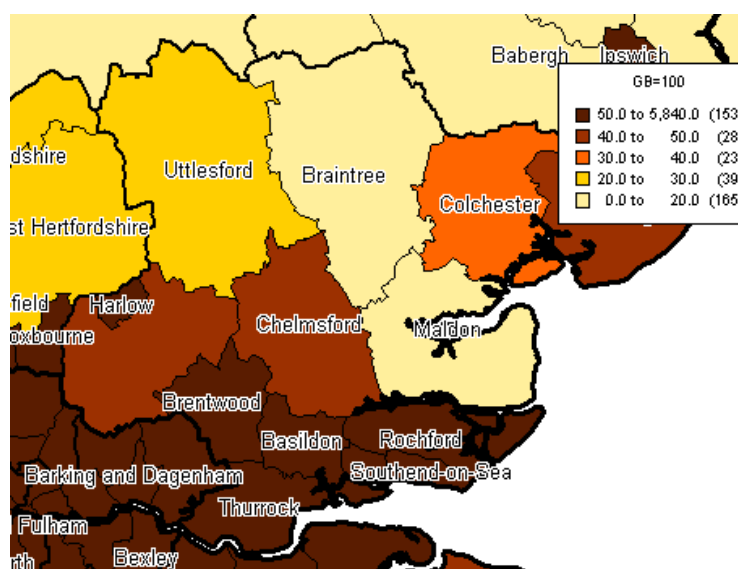 Babergh
Ipswich
GB=100
50.0 to 5,840.0 (153
40.0 to 50.0 (28
30.0 to 40.0 (23
20.0 to 30.0 (39
0.0 to 20.0 (165
dshire
Uttlesford
Braintree
Colchester
st Hertfordshire
field
Harlow
oxbourne
Chelmsford
Maldon
Brentwood
Basildon
Rochford
Barking and Dagenham
Southend-on-Sea
Thurrock
Fulham
Bexley
rth